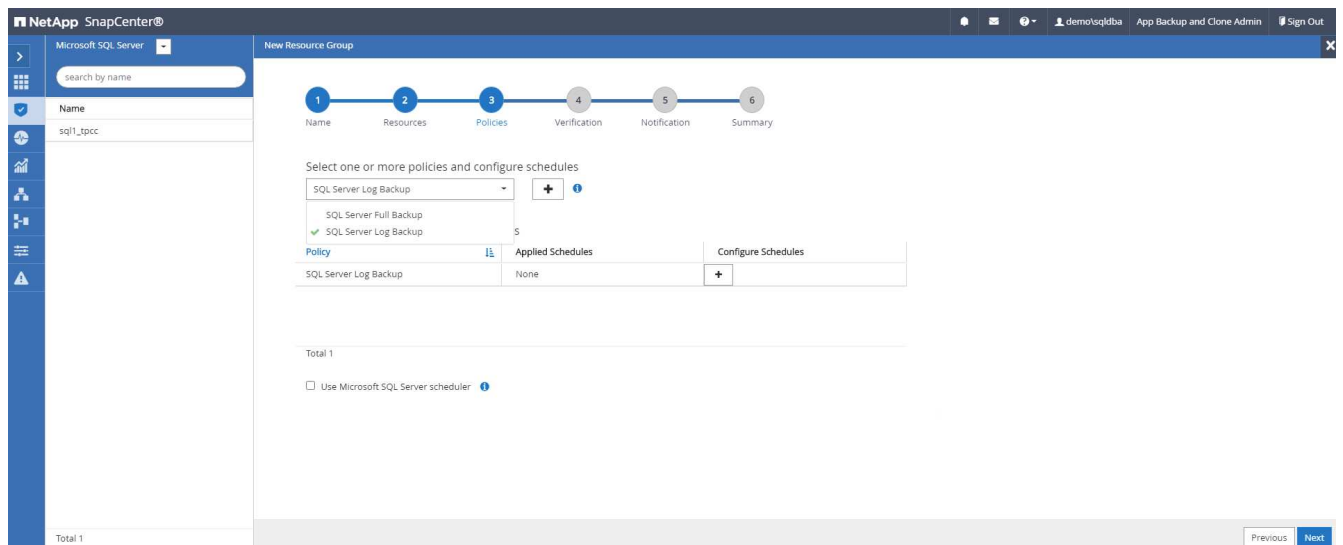 NetApp SnapCenter®
demo\sqldba App Backup and Clone Admin Sign Out
Microsoft SQL Server
New Resource Group
search by name
Name
sql1_tpcc
1 2 3 4 5 6
Name Resources Policies Verification Notification Summary
Select one or more policies and configure schedules
SQL Server Log Backup
SQL Server Full Backup
SQL Server Log Backup
s
Policy Applied Schedules Configure Schedules
SQL Server Log Backup None
Total 1
Use Microsoft SQL Server scheduler
Total 1
Previous Next